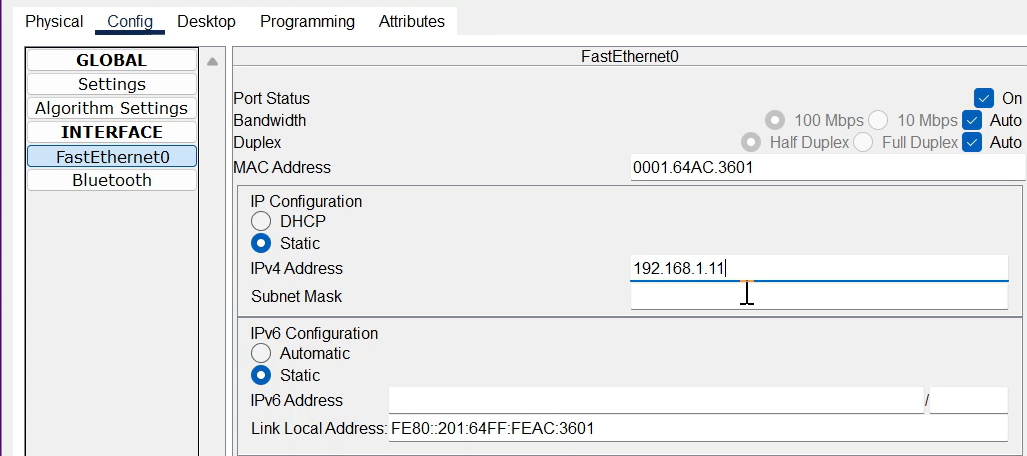 Physical Config Desktop Programming Attributes
GLOBAL
Settings
Algorithm Settings
INTERFACE
FastEthernet0
Bluetooth
FastEthernet0
Port Status On
Bandwidth 100 Mbps 10 Mbps Auto
Duplex Half Duplex Full Duplex Auto
MAC Address 0001.64AC.3601
IP Configuration
DHCP
Static
IPv4 Address 192.168.1.11
Subnet Mask
IPv6 Configuration
Automatic
Static
IPv6 Address /
Link Local Address: FE80::201:64FF:FEAC:3601